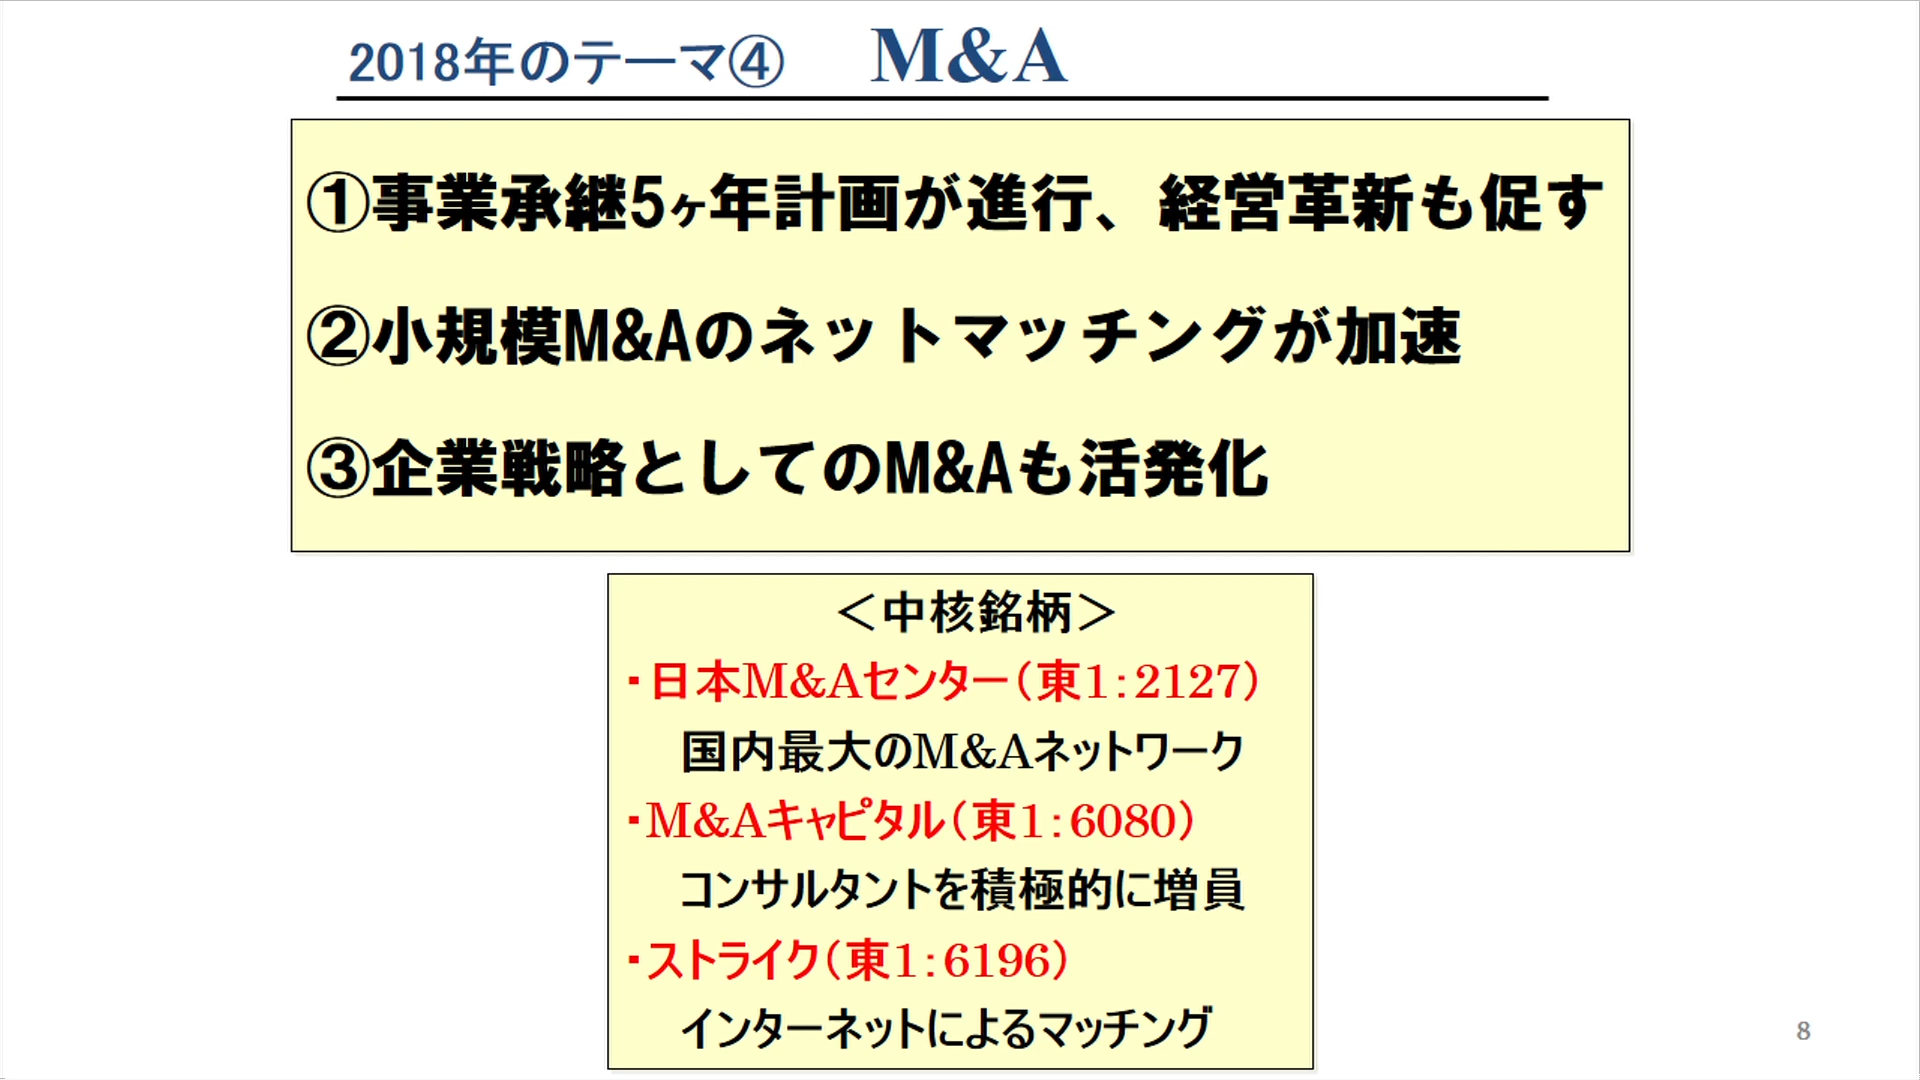 2018年のテーマ④ M&A
①事業承継5ヶ年計画が進行、経営革新も促す
②小規模M&Aのネットマッチングが加速
③企業戦略としてのM&Aも活発化
＜中核銘柄＞
・日本M&Aセンター（東1：2127）
国内最大のM&Aネットワーク
・M&Aキャピタル（東1：6080）
コンサルタントを積極的に増員
・ストライク（東1：6196）
インターネットによるマッチング
8